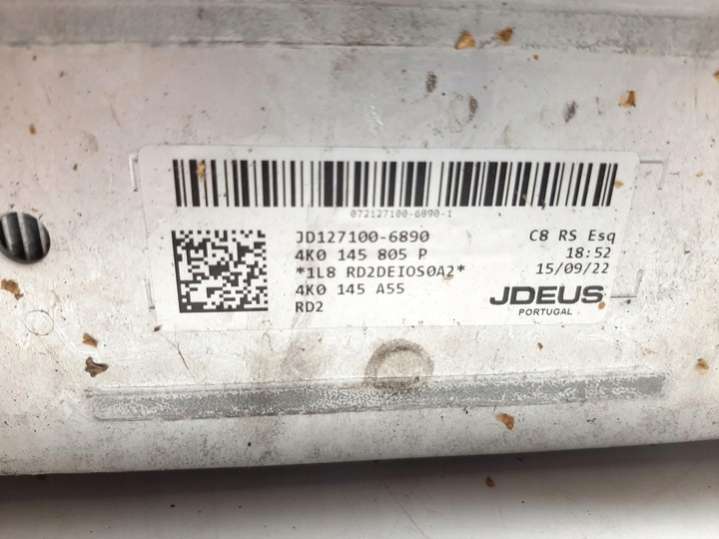 072127100-6890-1
JD127100-6890
C8 RS Esq
4K0 145 805 P
18:52
*1L8 RD2DEIOS0A2*
15/09/22
4K0 145 A55
JDEUS
RD2
PORTUGAL